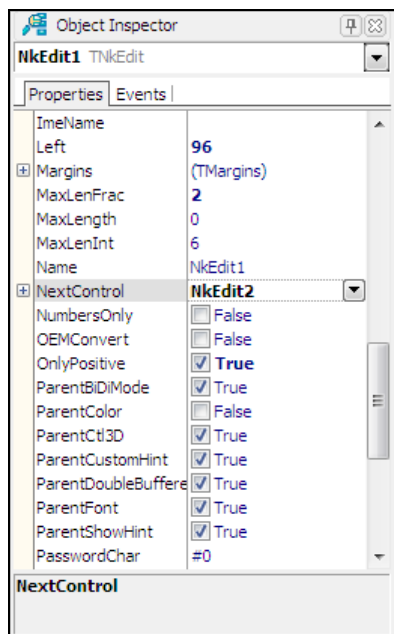 Object Inspector
NkEdit1 TNkEdit
Properties Events
ImeName
Left 96
Margins (TMargins)
MaxLenFrac 2
MaxLength 0
MaxLenInt 6
Name NkEdit1
NextControl NkEdit2
NumbersOnly False
OEMConvert False
OnlyPositive True
ParentBiDiMode True
ParentColor False
ParentCtl3D True
ParentCustomHint True
ParentDoubleBuffere True
ParentFont True
ParentShowHint True
PasswordChar #0
NextControl